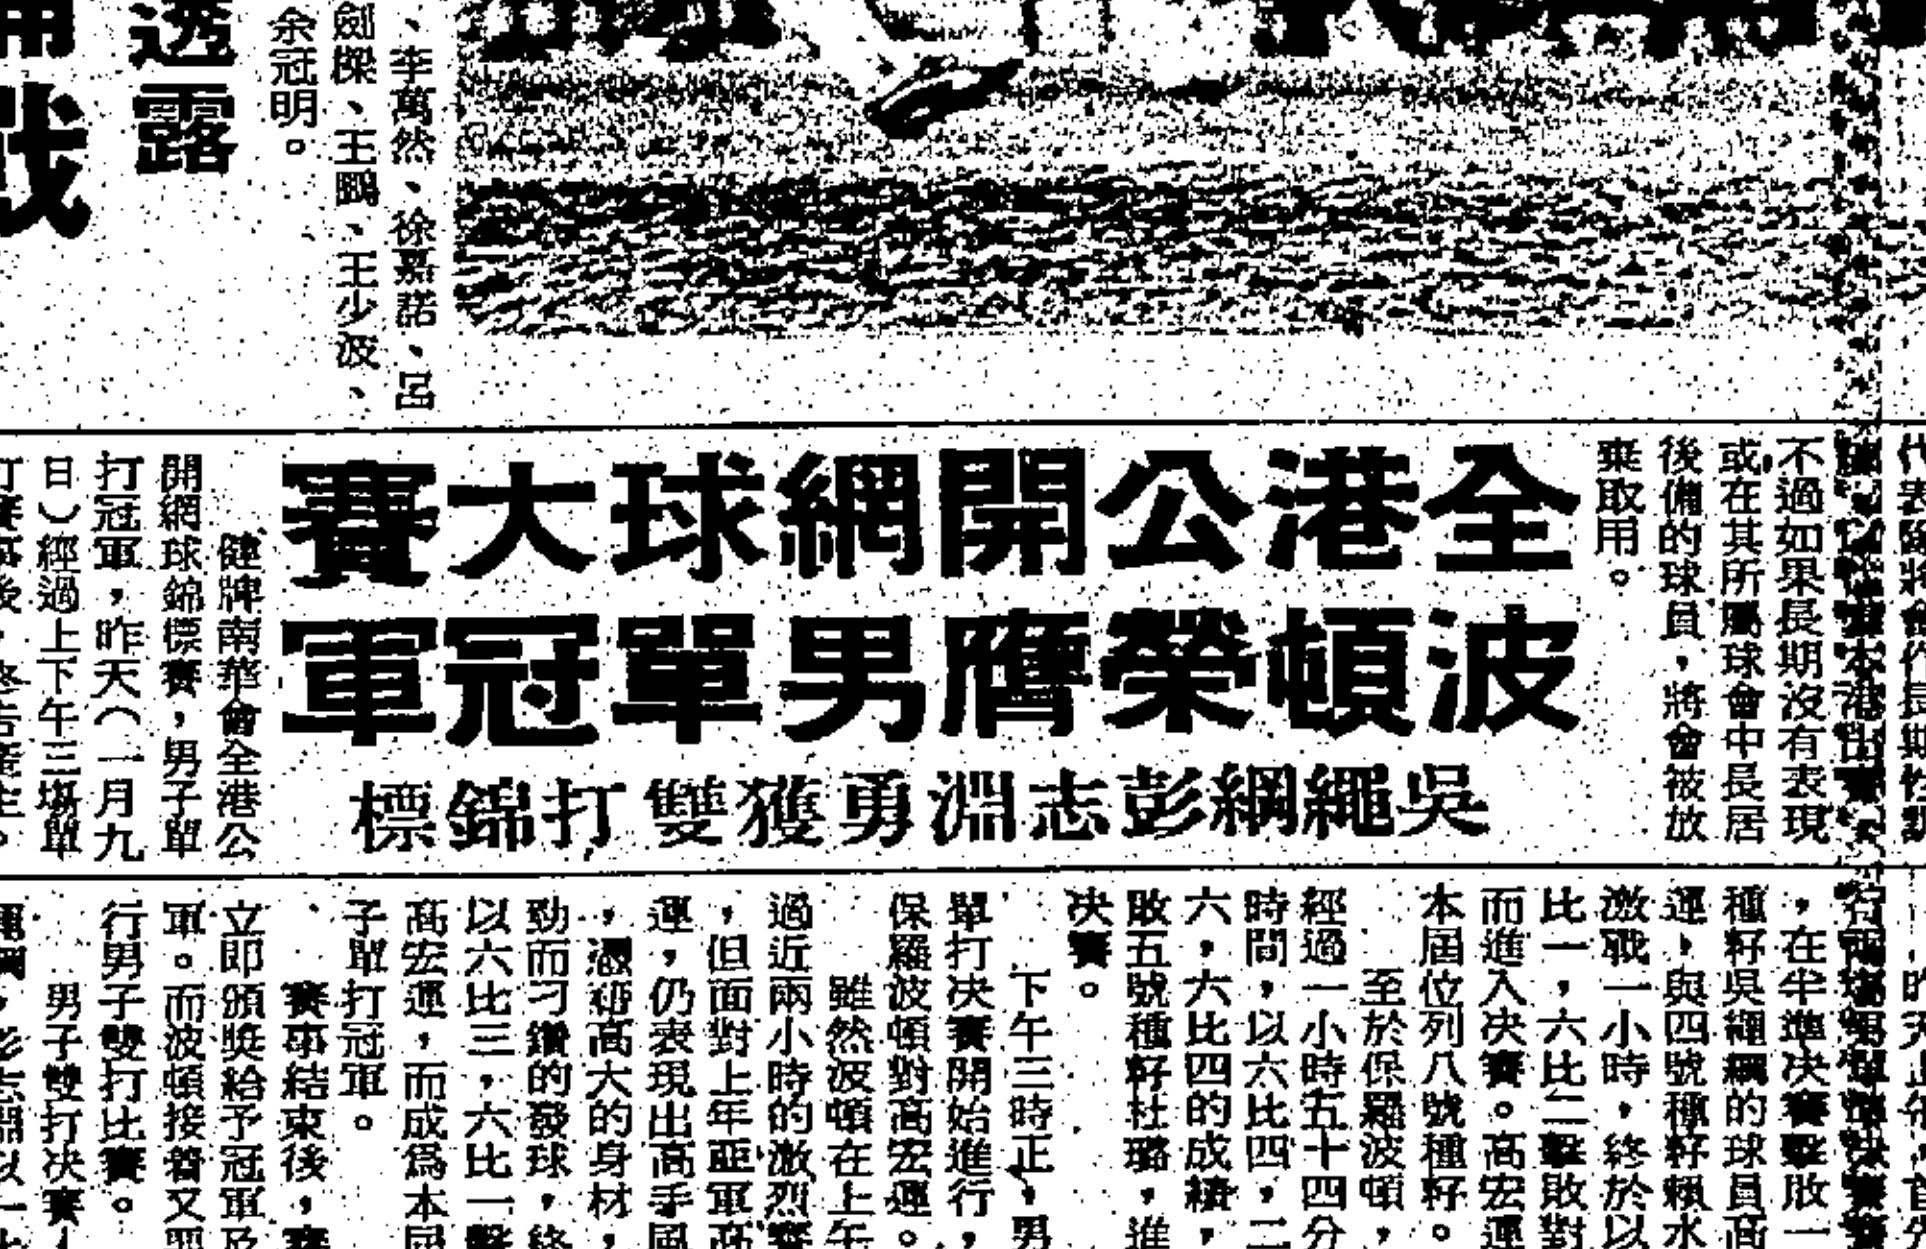 透露
戰
、李萬然、徐嘉諾、呂
劍樑、王鵬、王少波、
余冠明。
不過如果長期沒有表現
或在其所屬球會中長居
後備的球員，將會被放
棄取用。
全港公開網球大賽
波頓榮膺男單冠軍
吳繩網彭志淵勇獲雙打錦標
健牌南華會全港公
開網球錦標賽，男子單
打冠軍，昨天（一月九
日）經過上下午三場單
，在半準决賽擊敗一
種籽吳繩網的球員高
運，與四號種籽賴水
激戰一小時，終於以
比一，六比二擊敗對
而進入决賽。高宏運
本屆位列八號種籽。
至於保羅波頓，
經過一小時五十四分
時間，以六比四，二
六，六比四的成績，
敗五號種籽杜璐，進
决賽。
下午三時正，男
單打决賽開始進行，
保羅波頓對高宏運。
雖然波頓在上午
過近兩小時的激烈賽
，但面對上年亞軍高
運，仍表現出高手風
，憑藉高大的身材，
勁而刁鑽的發球，終
以六比三，六比一擊
高宏運，而成爲本屆
子單打冠軍。
賽事結束後，賽
立即頒獎給予冠軍及
軍。而波頓接着又要
行男子雙打比賽。
男子雙打决賽